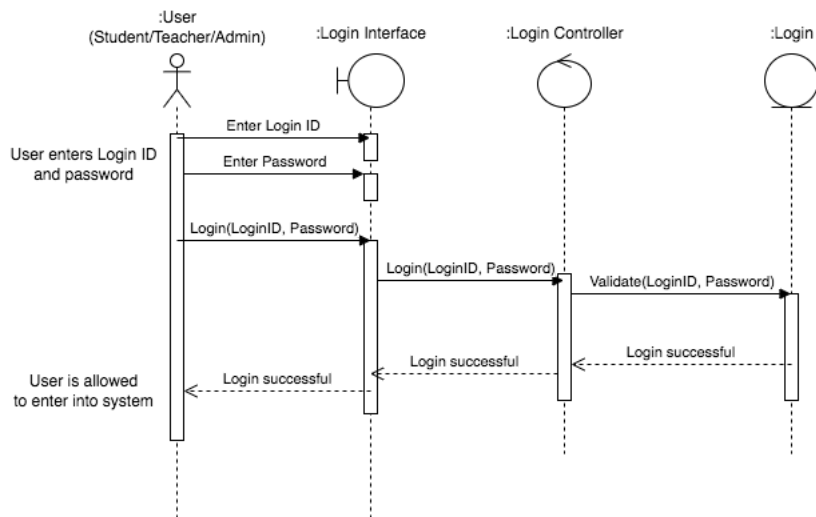 :User
(Student/Teacher/Admin)
:Login Interface
:Login Controller
:Login
Enter Login ID
User enters Login ID
and password
Enter Password
Login(LoginID, Password)
Login(LoginID, Password)
Validate(LoginID, Password)
Login successful
Login successful
Login successful
User is allowed
to enter into system